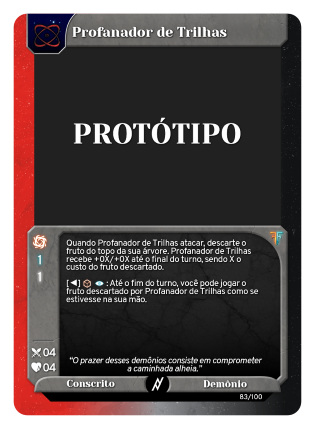 Profanador de Trilhas
PROTÓTIPO
Quando Profanador de Trilhas atacar, descarte o
fruto do topo da sua árvore. Profanador de Trilhas
recebe +0X/+0X até o final do turno, sendo X o
custo do fruto descartado.
1
1
[◄] : Até o fim do turno, você pode jogar o
fruto descartado por Profanador de Trilhas como se
estivesse na sua mão.
04
04
"O prazer desses demônios consiste em comprometer
a caminhada alheia."
Conscrito
Demônio
83/100